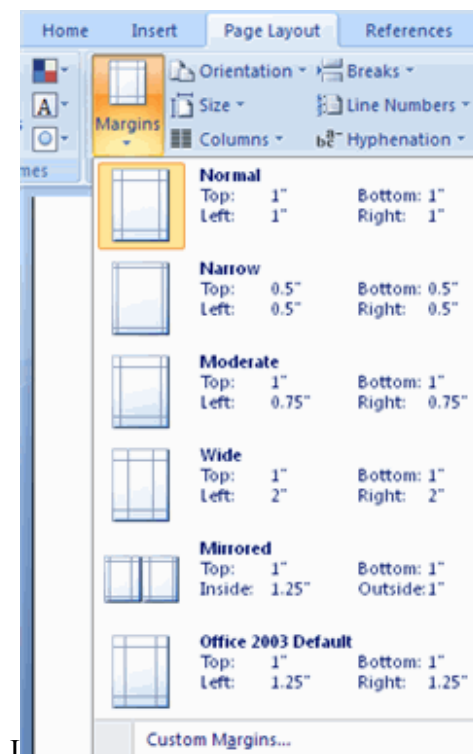 Home Insert Page Layout References
Orientation Breaks
A Size Line Numbers
Margins Columns Hyphenation
mes
Normal
Top: 1" Bottom: 1"
Left: 1" Right: 1"
Narrow
Top: 0.5" Bottom: 0.5"
Left: 0.5" Right: 0.5"
Moderate
Top: 1" Bottom: 1"
Left: 0.75" Right: 0.75"
Wide
Top: 1" Bottom: 1"
Left: 2" Right: 2"
Mirrored
Top: 1" Bottom: 1"
Inside: 1.25" Outside: 1"
Office 2003 Default
Top: 1" Bottom: 1"
Left: 1.25" Right: 1.25"
Custom Margins...